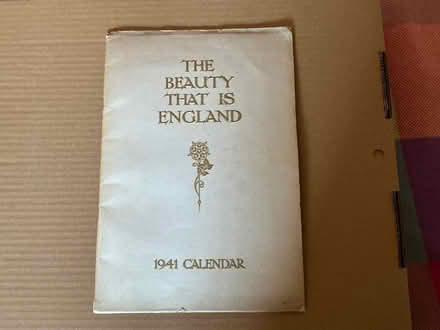 THE
BEAUTY
THAT IS
ENGLAND
1941 CALENDAR